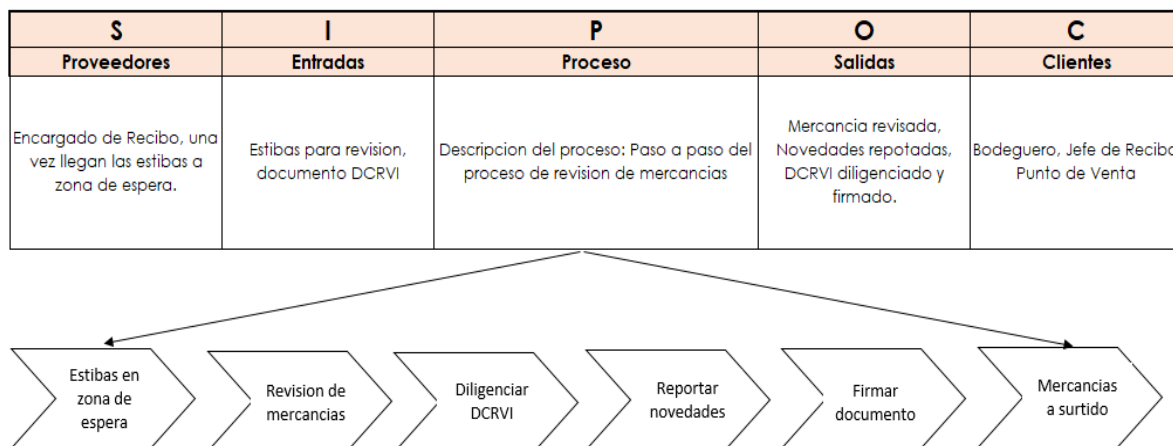 S
I
P
O
C
Proveedores
Entradas
Proceso
Salidas
Clientes
Encargado de Recibo, una
vez llegan las estibas a
zona de espera.
Estibas para revision,
documento DCRVI
Descripcion del proceso: Paso a paso del
proceso de revision de mercancias
Mercancia revisada,
Novedades repotadas,
DCRVI diligenciado y
firmado.
Bodeguero, Jefe de Recibo
Punto de Venta
Estibas en
zona de
espera
Revision de
mercancias
Diligenciar
DCRVI
Reportar
novedades
Firmar
documento
Mercancias
a surtido